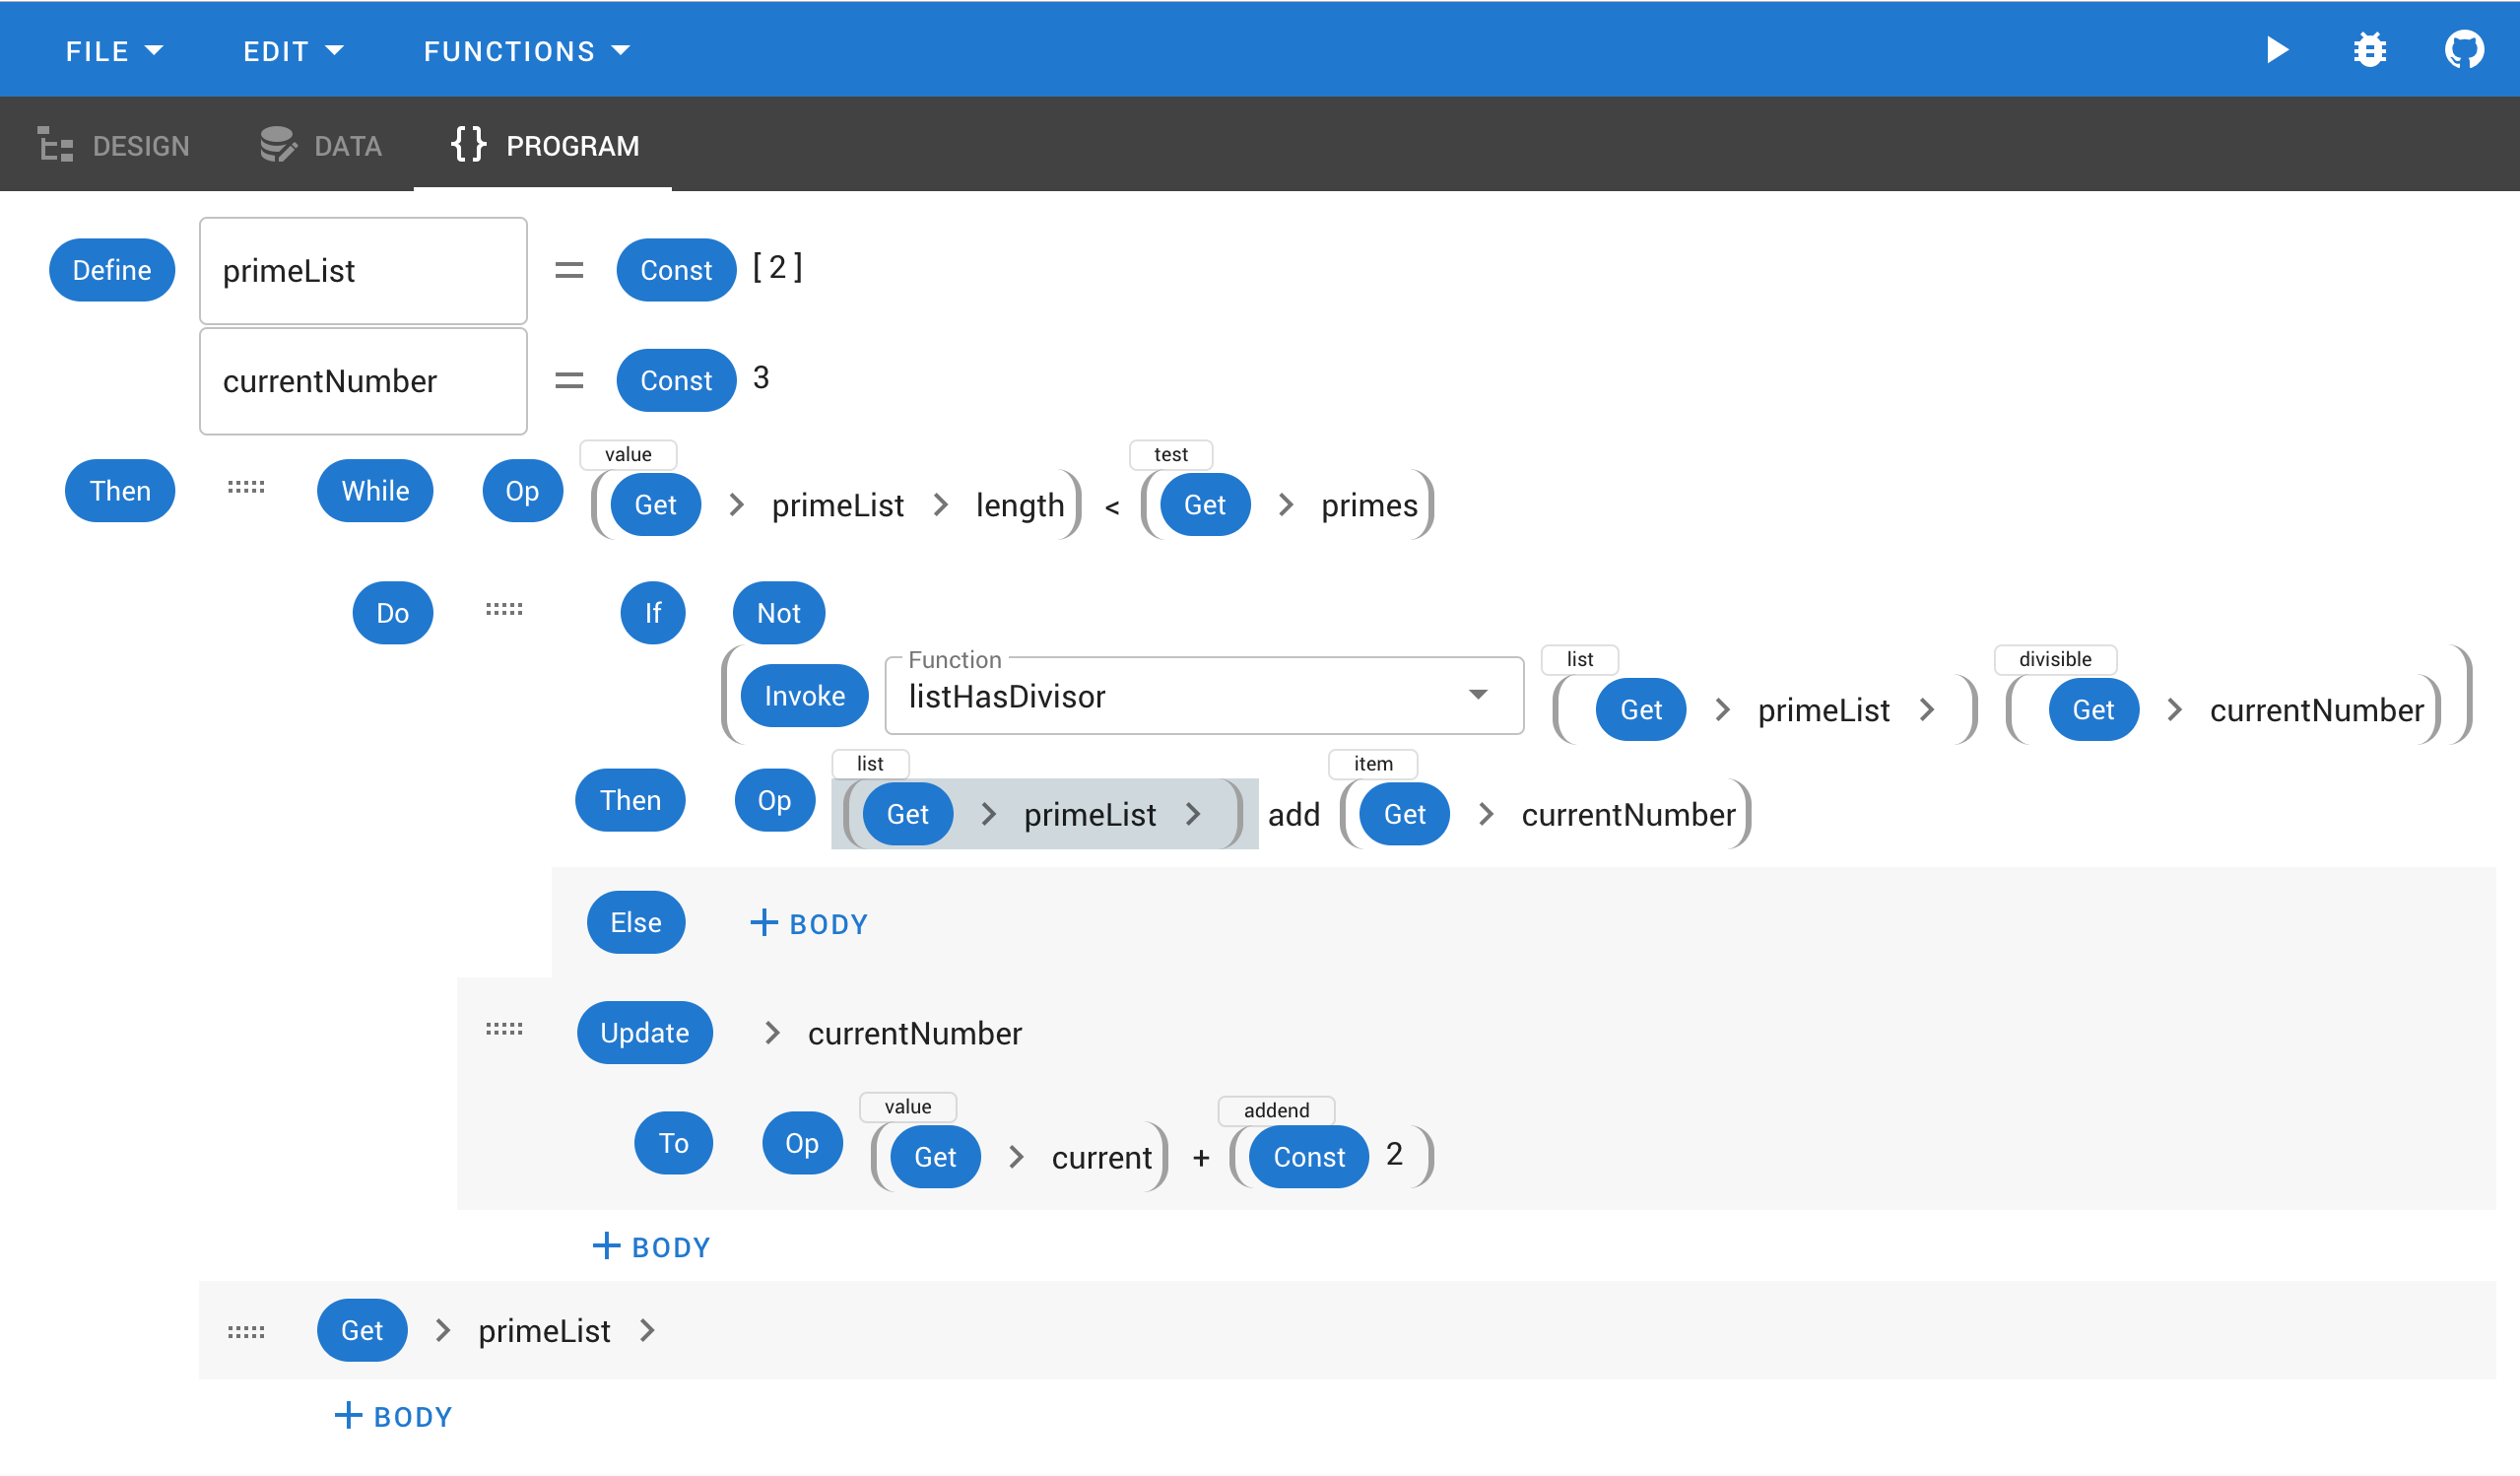 FILE EDIT FUNCTIONS
DESIGN DATA {} PROGRAM
Define primeList = Const [ 2 ]
currentNumber = Const 3
value test
Then While Op ( Get > primeList > length ) < ( Get > primes )
Do If Not
Function list divisible
( Invoke listHasDivisor ( Get > primeList > ) ( Get > currentNumber ) )
list item
Then Op ( Get > primeList > ) add ( Get > currentNumber )
Else + BODY
Update > currentNumber
value addend
To Op ( Get > current ) + ( Const 2 )
+ BODY
Get > primeList >
+ BODY